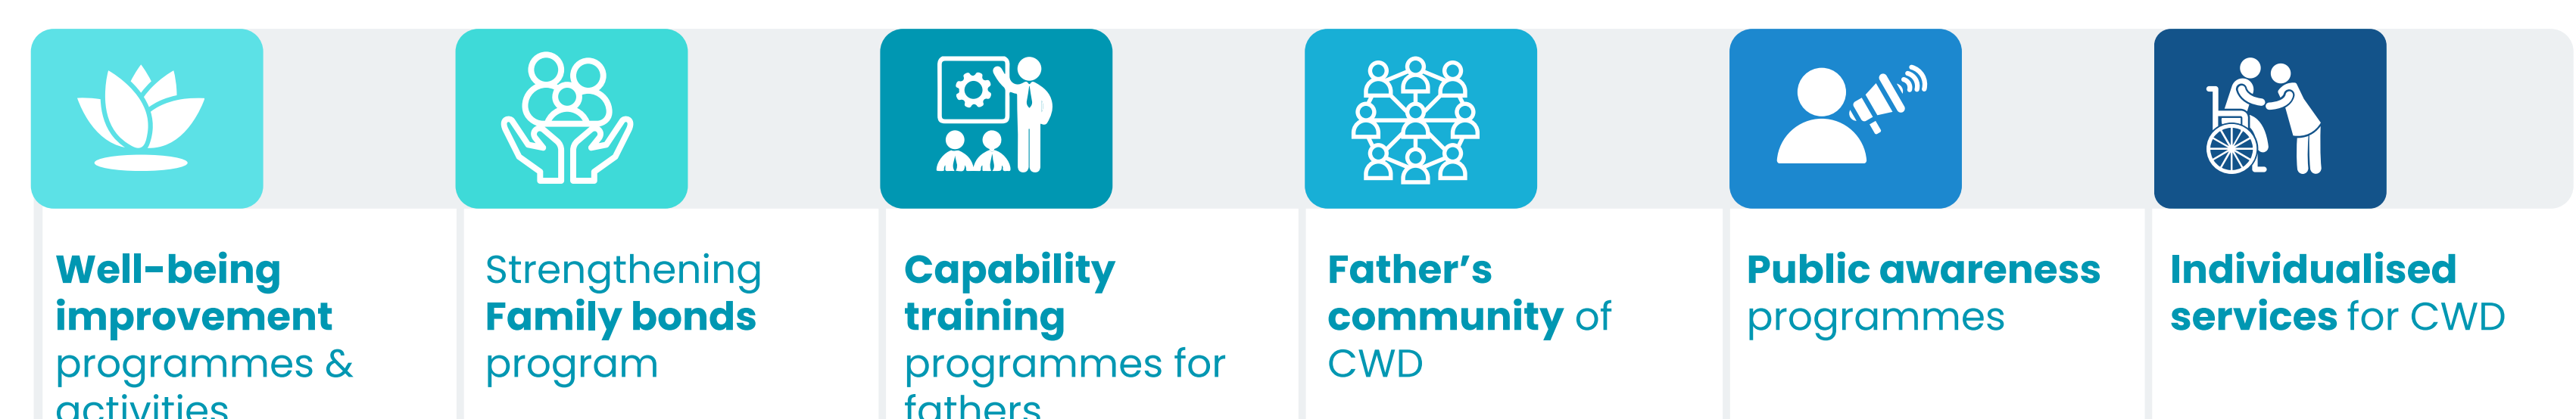 Well-being
improvement
programmes &
activities
Strengthening
Family bonds
program
Capability
training
programmes for
fathers
Father's
community of
CWD
Public awareness
programmes
Individualised
services for CWD